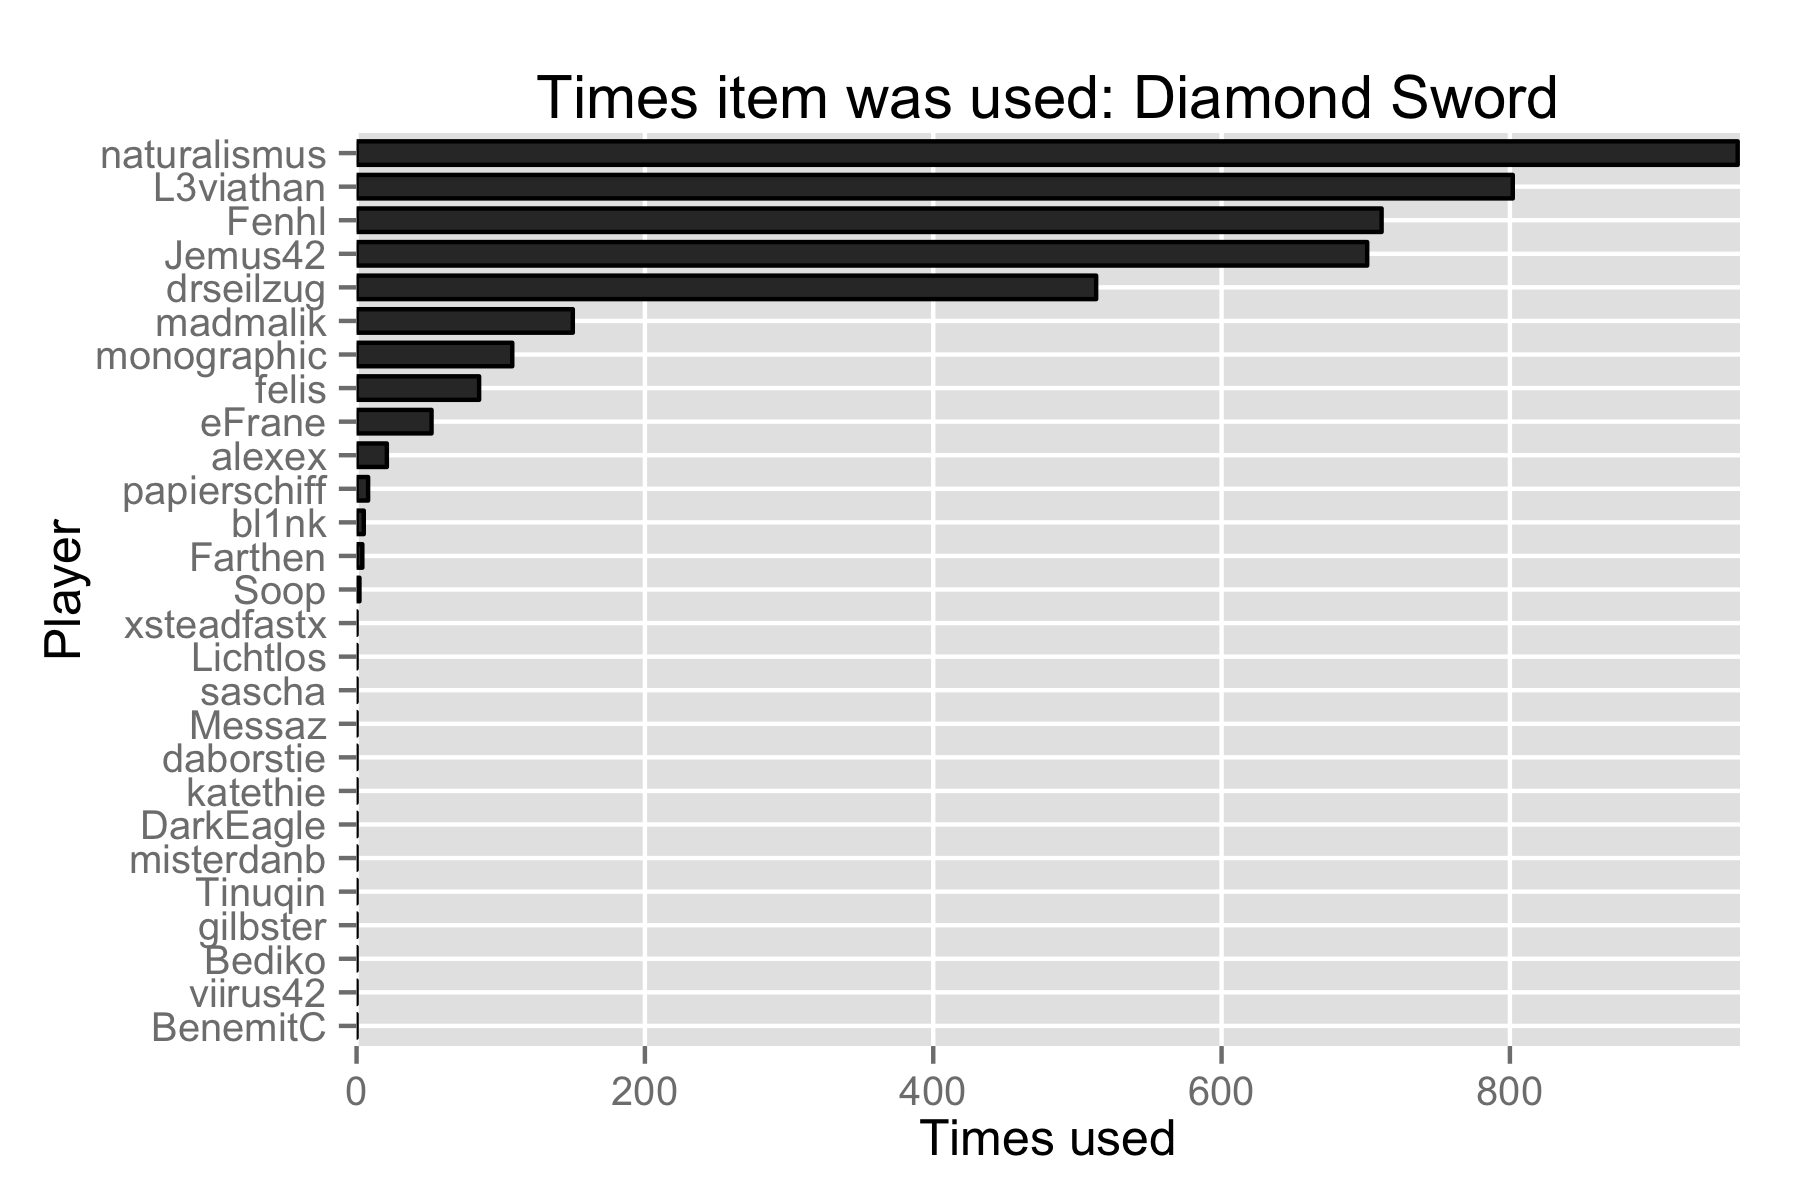 Times item was used: Diamond Sword
naturalismus
L3viathan
Fenhl
Jemus42
drseilzug
madmalik
monographic
felis
eFrane
alexex
papierschiff
bl1nk
Farthen
Soop
xsteadfastx
Lichtlos
sascha
Messaz
daborstie
katethie
DarkEagle
misterdanb
Tinuqin
gilbster
Bediko
viirus42
BenemitC
Player
0 200 400 600 800
Times used